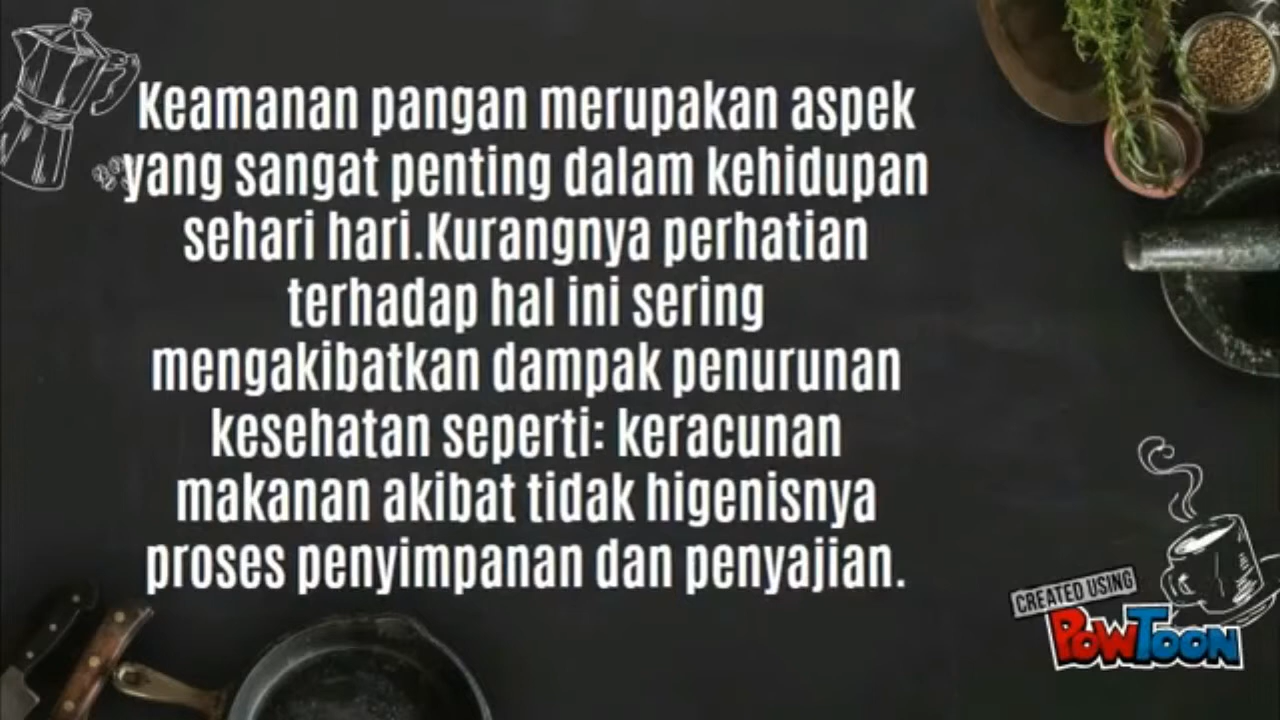 Keamanan pangan merupakan aspek
yang sangat penting dalam kehidupan
sehari hari.Kurangnya perhatian
terhadap hal ini sering
mengakibatkan dampak penurunan
kesehatan seperti: keracunan
makanan akibat tidak higenisnya
proses penyimpanan dan penyajian.
CREATED USING
POWTOON